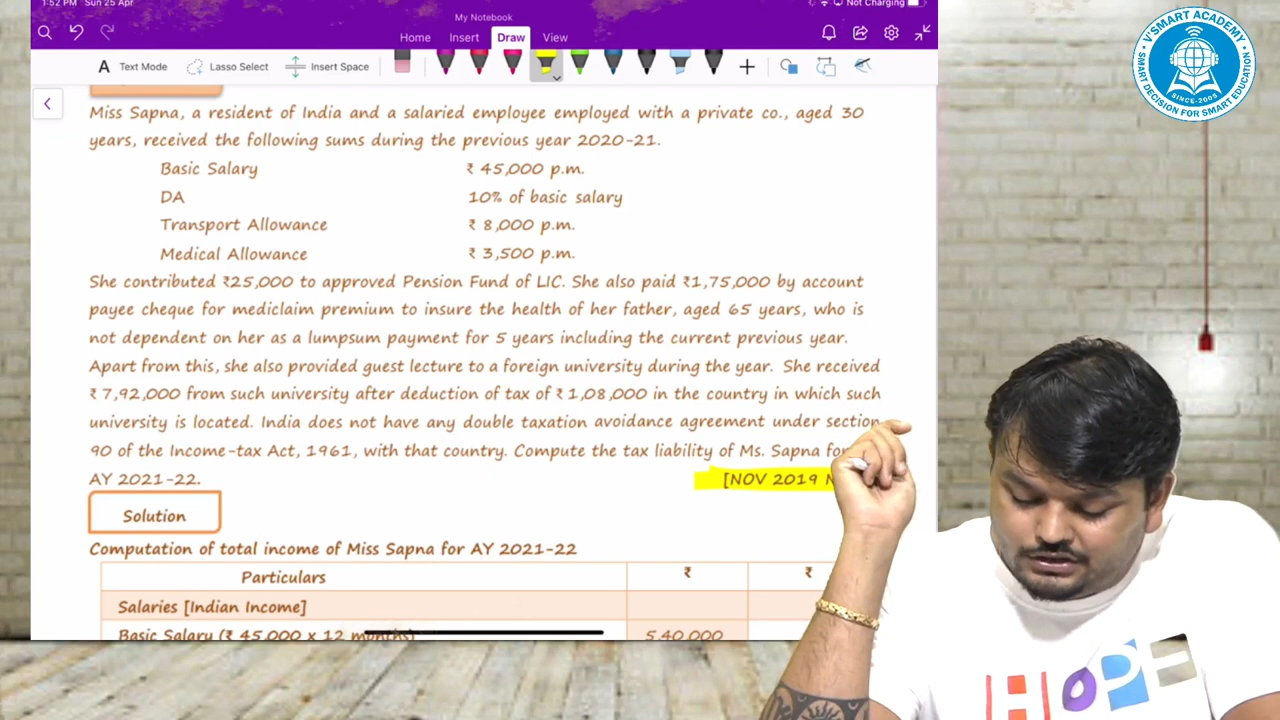 1:52 PM Sun 25 Apr
Not Charging
My Notebook
Home Insert Draw View
Text Mode Lasso Select Insert Space
V'SMART ACADEMY
SMART DECISION FOR SMART EDUCATION
SINCE-2005
Miss Sapna, a resident of India and a salaried employee employed with a private co., aged 30
years, received the following sums during the previous year 2020-21.
Basic Salary ₹ 45,000 p.m.
DA 10% of basic salary
Transport Allowance ₹ 8,000 p.m.
Medical Allowance ₹ 3,500 p.m.
She contributed ₹25,000 to approved Pension Fund of LIC. She also paid ₹1,75,000 by account
payee cheque for mediclaim premium to insure the health of her father, aged 65 years, who is
not dependent on her as a lumpsum payment for 5 years including the current previous year.
Apart from this, she also provided guest lecture to a foreign university during the year. She received
₹ 7,92,000 from such university after deduction of tax of ₹ 1,08,000 in the country in which such
university is located. India does not have any double taxation avoidance agreement under section
90 of the Income-tax Act, 1961, with that country. Compute the tax liability of Ms. Sapna for
AY 2021-22. [NOV 2019
Solution
Computation of total income of Miss Sapna for AY 2021-22
Particulars ₹ ₹
Salaries [Indian Income]
Basic Salary (₹ 45,000 x 12 months) 5,40,000
HOPE